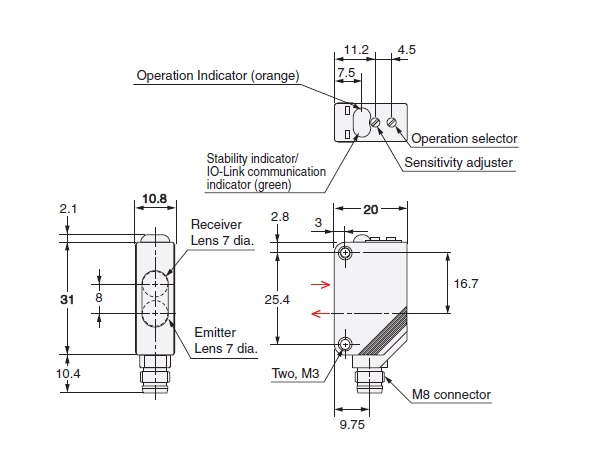 11.2
4.5
7.5
Operation Indicator (orange)
Operation selector
Sensitivity adjuster
Stability indicator/
IO-Link communication
indicator (green)
2.1
10.8
Receiver
Lens 7 dia.
31
8
Emitter
Lens 7 dia.
10.4
2.8
3
20
25.4
16.7
Two, M3
M8 connector
9.75